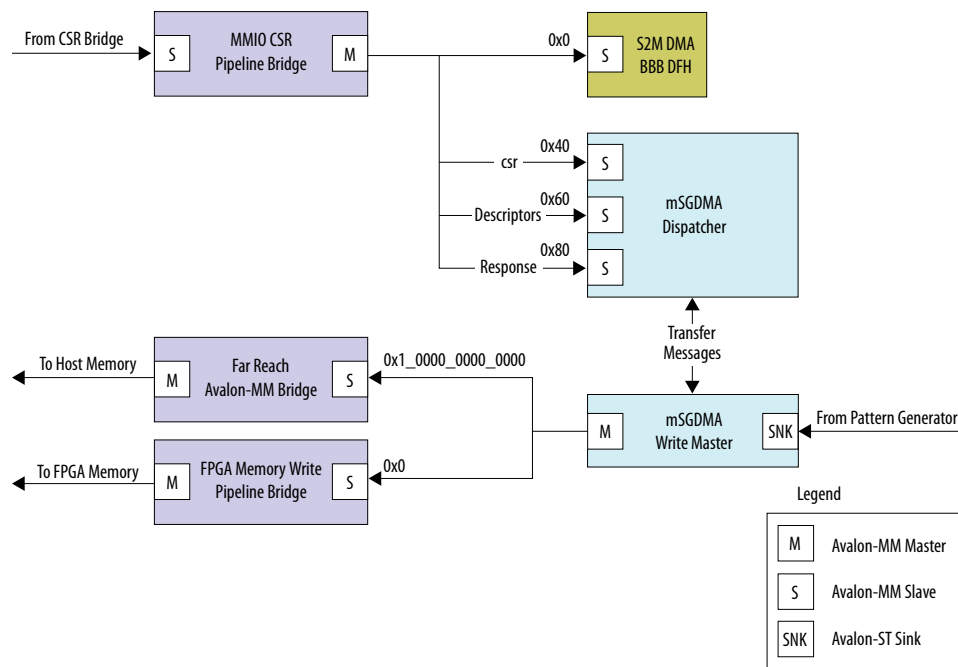 From CSR Bridge
S
MMIO CSR
Pipeline Bridge
M
0x0
S
S2M DMA
BBB DFH
csr
0x40
S
Descriptors
0x60
S
Response
0x80
S
mSGDMA
Dispatcher
Transfer
Messages
To Host Memory
M
Far Reach
Avalon-MM Bridge
S
0x1_0000_0000_0000
M
mSGDMA
Write Master
SNK
From Pattern Generator
To FPGA Memory
M
FPGA Memory Write
Pipeline Bridge
S
0x0
Legend
M
Avalon-MM Master
S
Avalon-MM Slave
SNK
Avalon-ST Sink